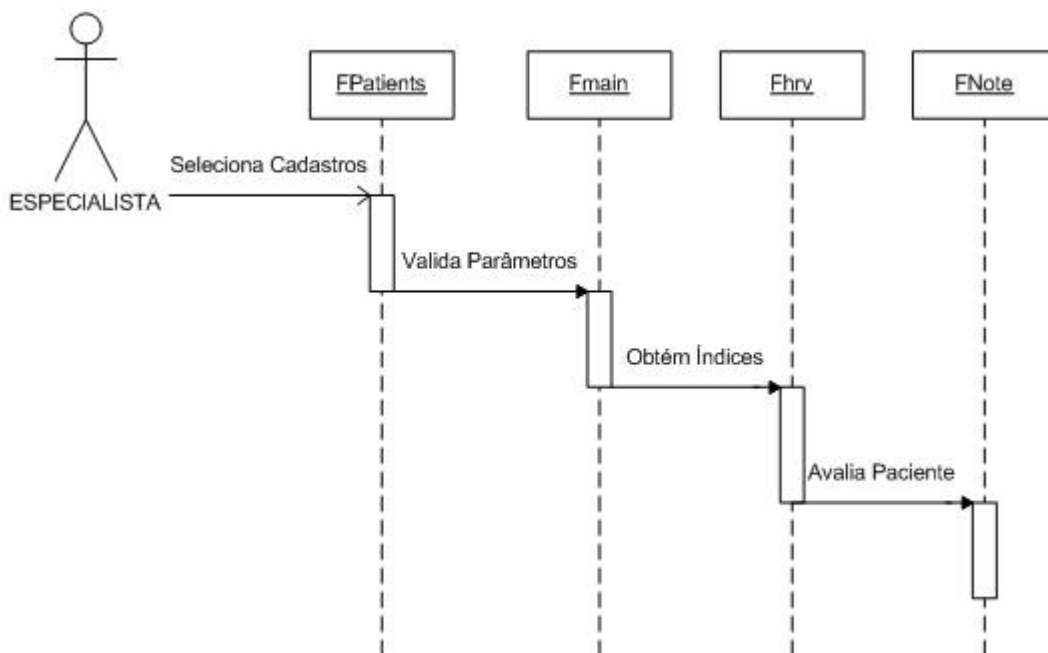 FPatients
Fmain
Fhrv
FNote
Seleciona Cadastros
ESPECIALISTA
Valida Parâmetros
Obtém Índices
Avalia Paciente